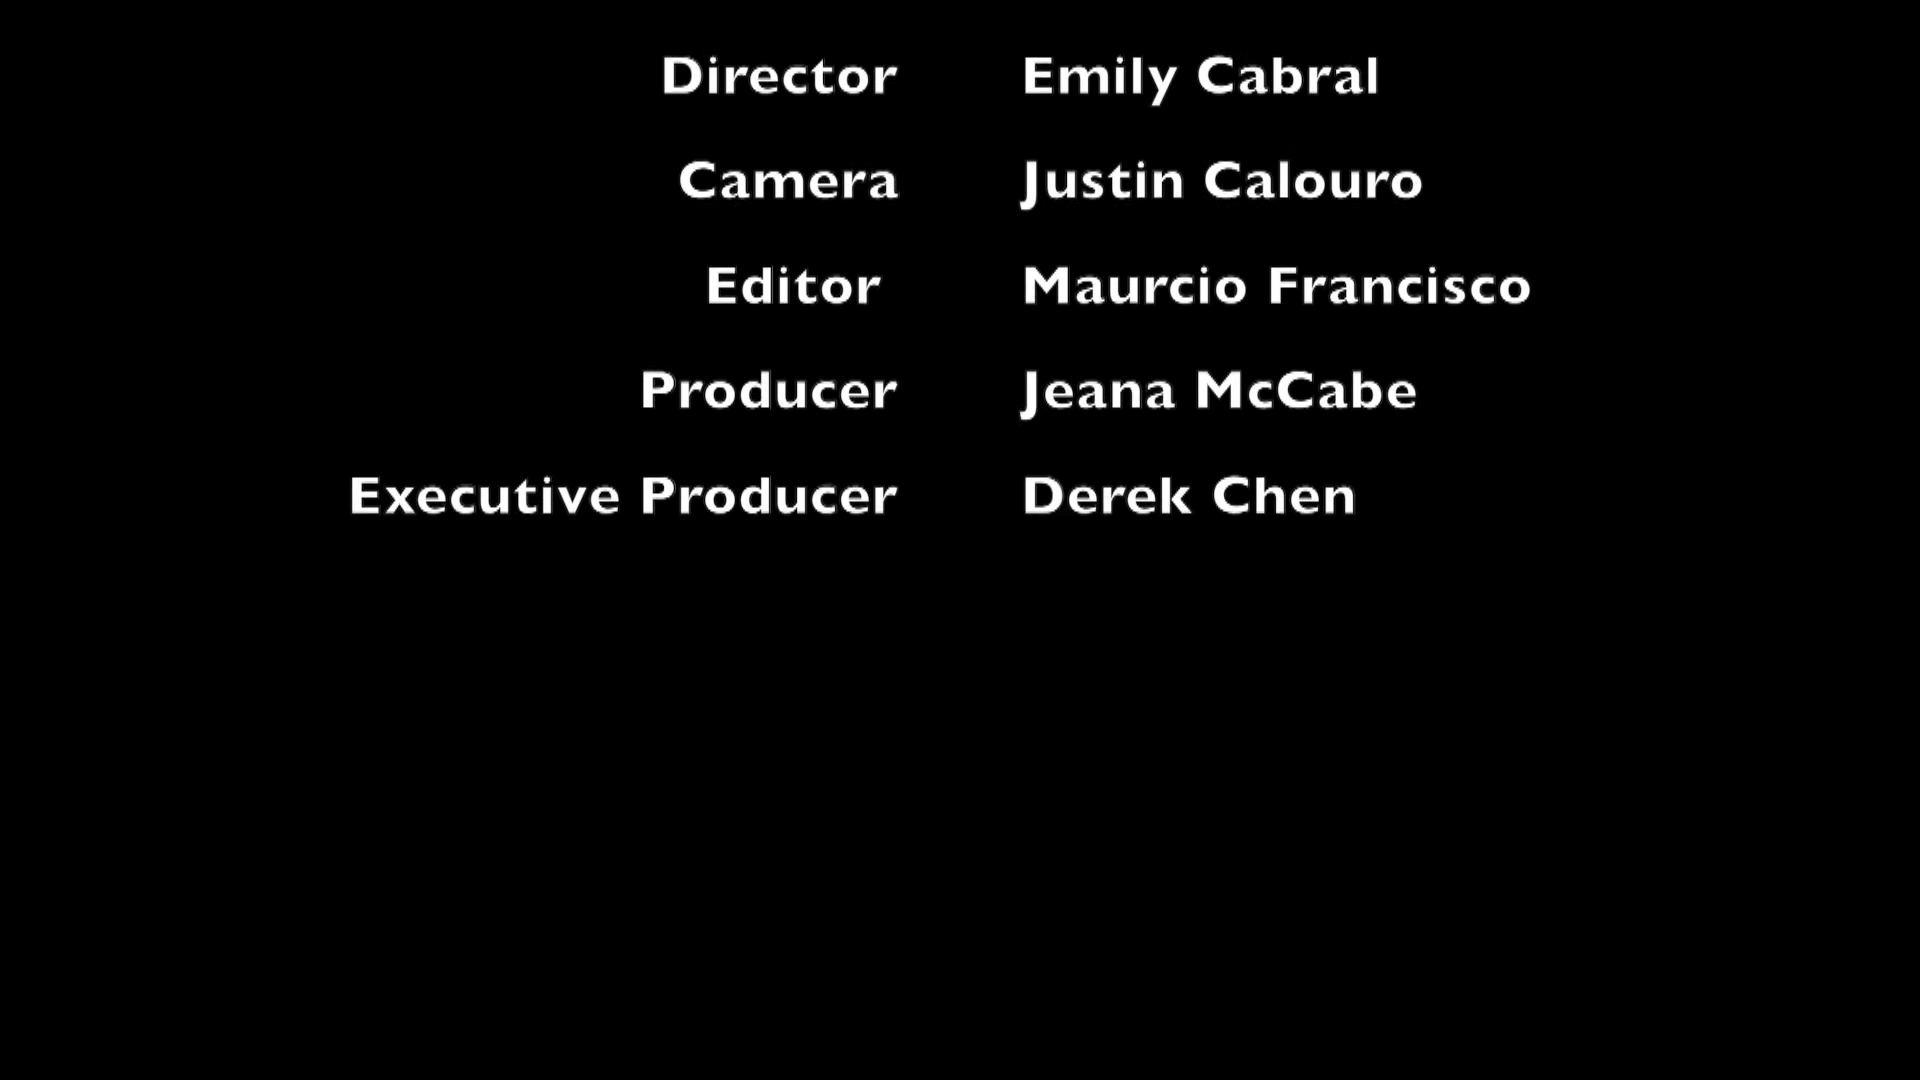 Director Emily Cabral
Camera Justin Calouro
Editor Maurcio Francisco
Producer Jeana McCabe
Executive Producer Derek Chen